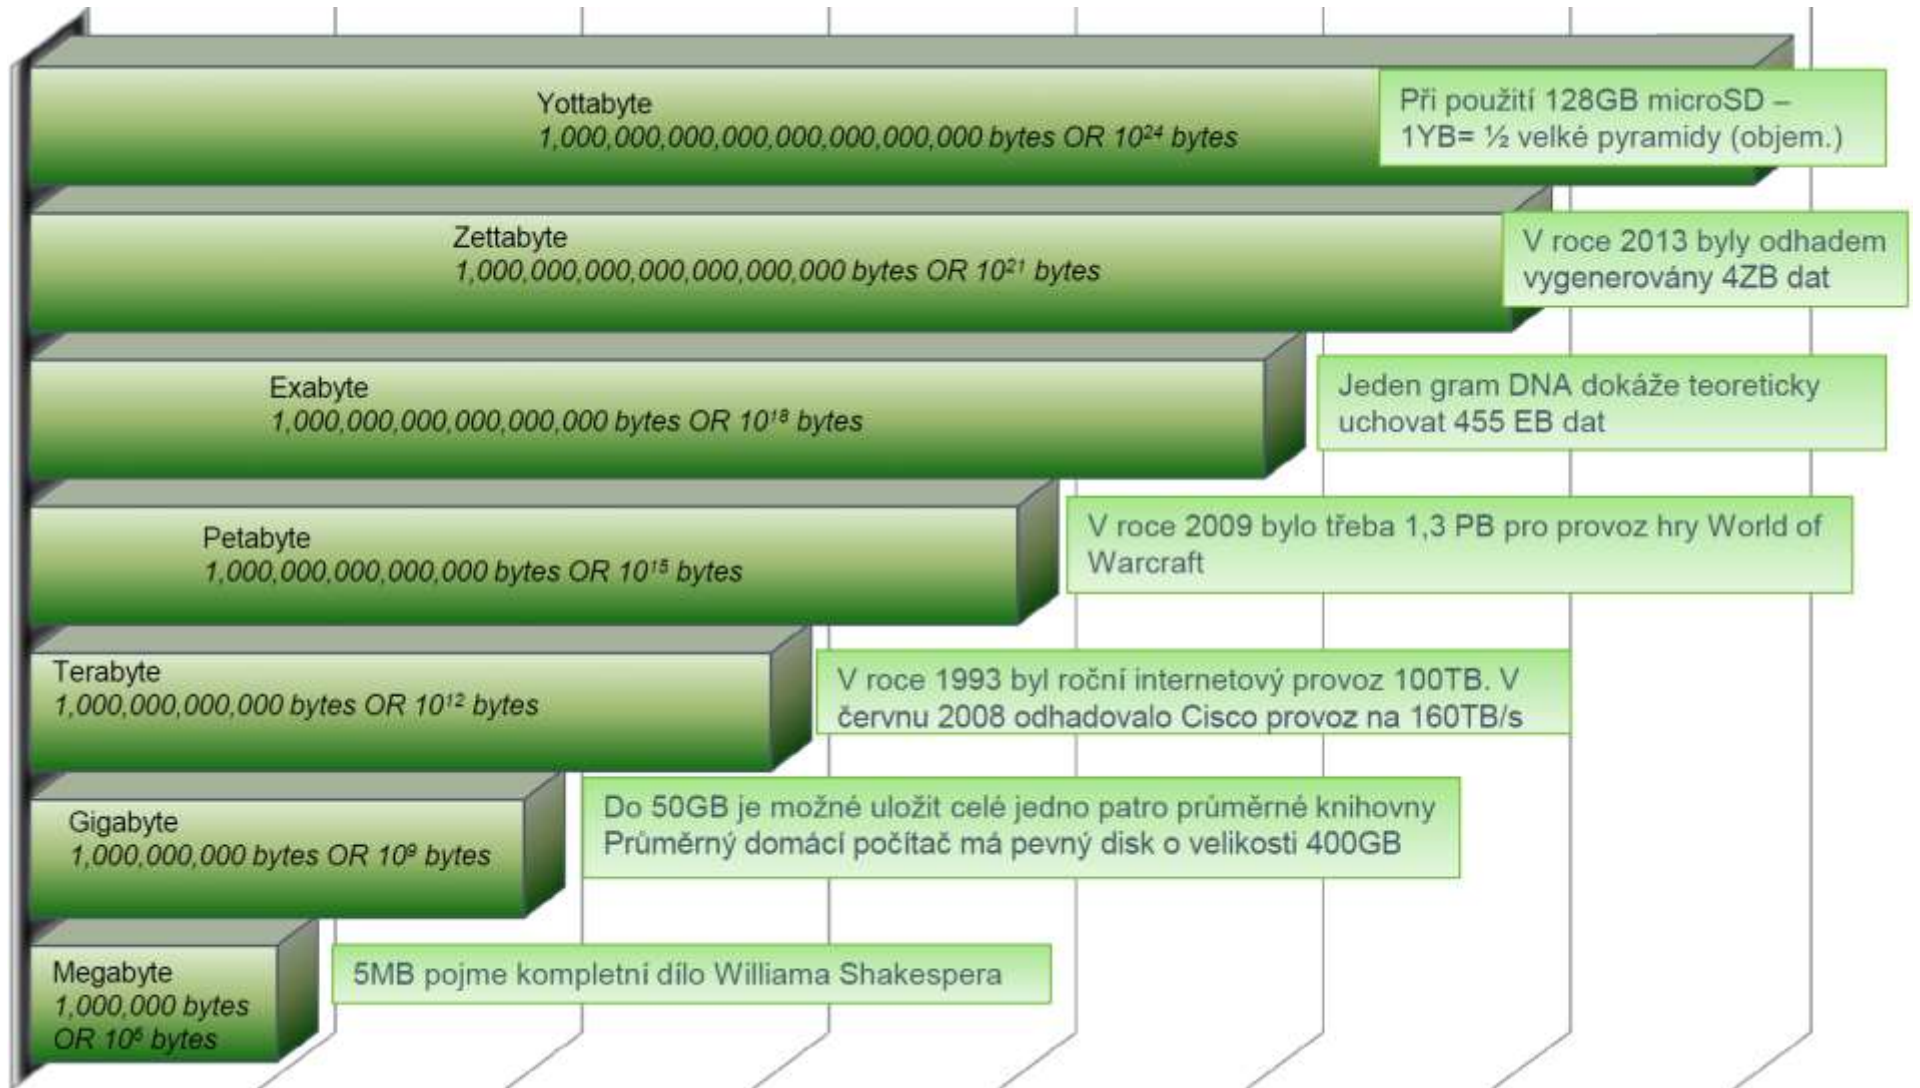 Yottabyte
1,000,000,000,000,000,000,000,000 bytes OR 10²⁴ bytes
Při použití 128GB microSD –
1YB= ½ velké pyramidy (objem.)
Zettabyte
1,000,000,000,000,000,000,000 bytes OR 10²¹ bytes
V roce 2013 byly odhadem
vygenerovány 4ZB dat
Exabyte
1,000,000,000,000,000,000 bytes OR 10¹⁸ bytes
Jeden gram DNA dokáže teoreticky
uchovat 455 EB dat
Petabyte
1,000,000,000,000,000 bytes OR 10¹⁵ bytes
V roce 2009 bylo třeba 1,3 PB pro provoz hry World of
Warcraft
Terabyte
1,000,000,000,000 bytes OR 10¹² bytes
V roce 1993 byl roční internetový provoz 100TB. V
červnu 2008 odhadovalo Cisco provoz na 160TB/s
Gigabyte
1,000,000,000 bytes OR 10⁹ bytes
Do 50GB je možné uložit celé jedno patro průměrné knihovny
Průměrný domácí počítač má pevný disk o velikosti 400GB
Megabyte
1,000,000 bytes
OR 10⁶ bytes
5MB pojme kompletní dílo Williama Shakespera